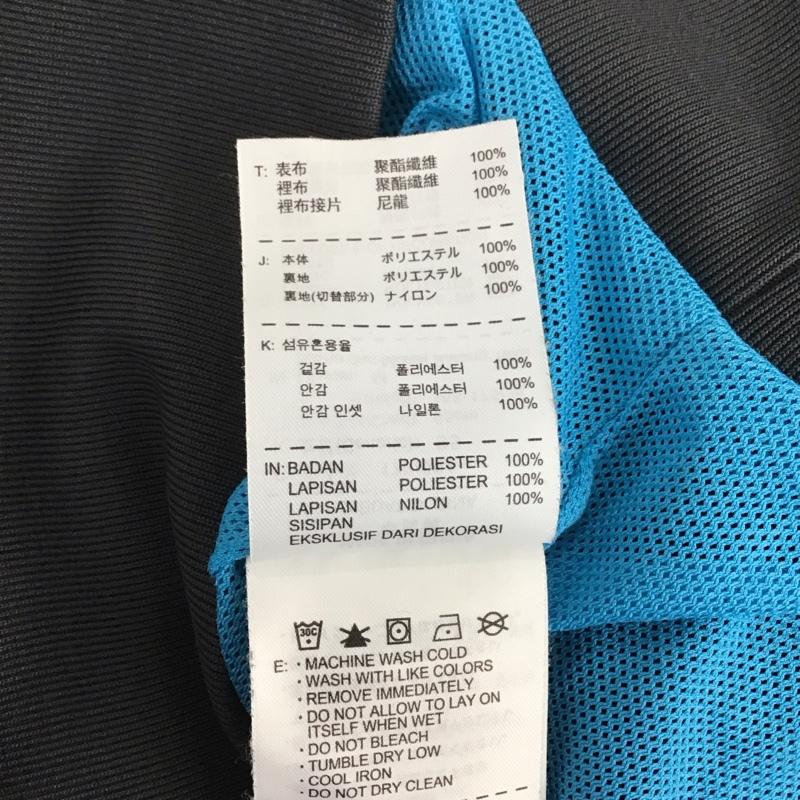 T: 表布 聚酯纖維 100%
裡布 聚酯纖維 100%
裡布接片 尼龍 100%
J: 本体 ポリエステル 100%
裏地 ポリエステル 100%
裏地(切替部分) ナイロン 100%
K: 섬유혼용율
겉감 폴리에스터 100%
안감 폴리에스터 100%
안감 인셋 나일론 100%
IN: BADAN POLIESTER 100%
LAPISAN POLIESTER 100%
LAPISAN NILON 100%
SISIPAN
EKSKLUSIF DARI DEKORASI
30C
E: · MACHINE WASH COLD
· WASH WITH LIKE COLORS
· REMOVE IMMEDIATELY
· DO NOT ALLOW TO LAY ON
ITSELF WHEN WET
· DO NOT BLEACH
· TUMBLE DRY LOW
· COOL IRON
· DO NOT DRY CLEAN